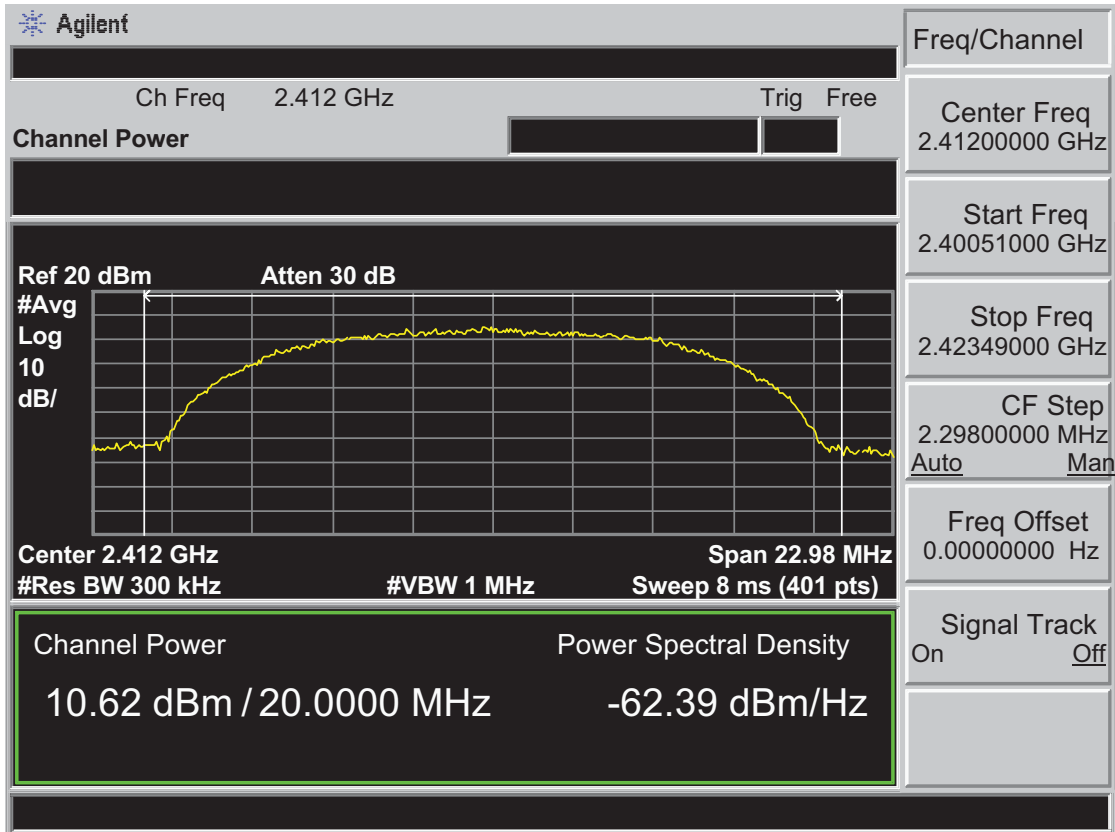 Agilent
Freq/Channel
Ch Freq 2.412 GHz Trig Free
Channel Power
Center Freq
2.41200000 GHz
Start Freq
2.40051000 GHz
Stop Freq
2.42349000 GHz
CF Step
2.29800000 MHz
Auto Man
Freq Offset
0.00000000 Hz
Signal Track
On Off
Ref 20 dBm Atten 30 dB
#Avg
Log
10
dB/
Center 2.412 GHz Span 22.98 MHz
#Res BW 300 kHz #VBW 1 MHz Sweep 8 ms (401 pts)
Channel Power Power Spectral Density
10.62 dBm / 20.0000 MHz -62.39 dBm/Hz